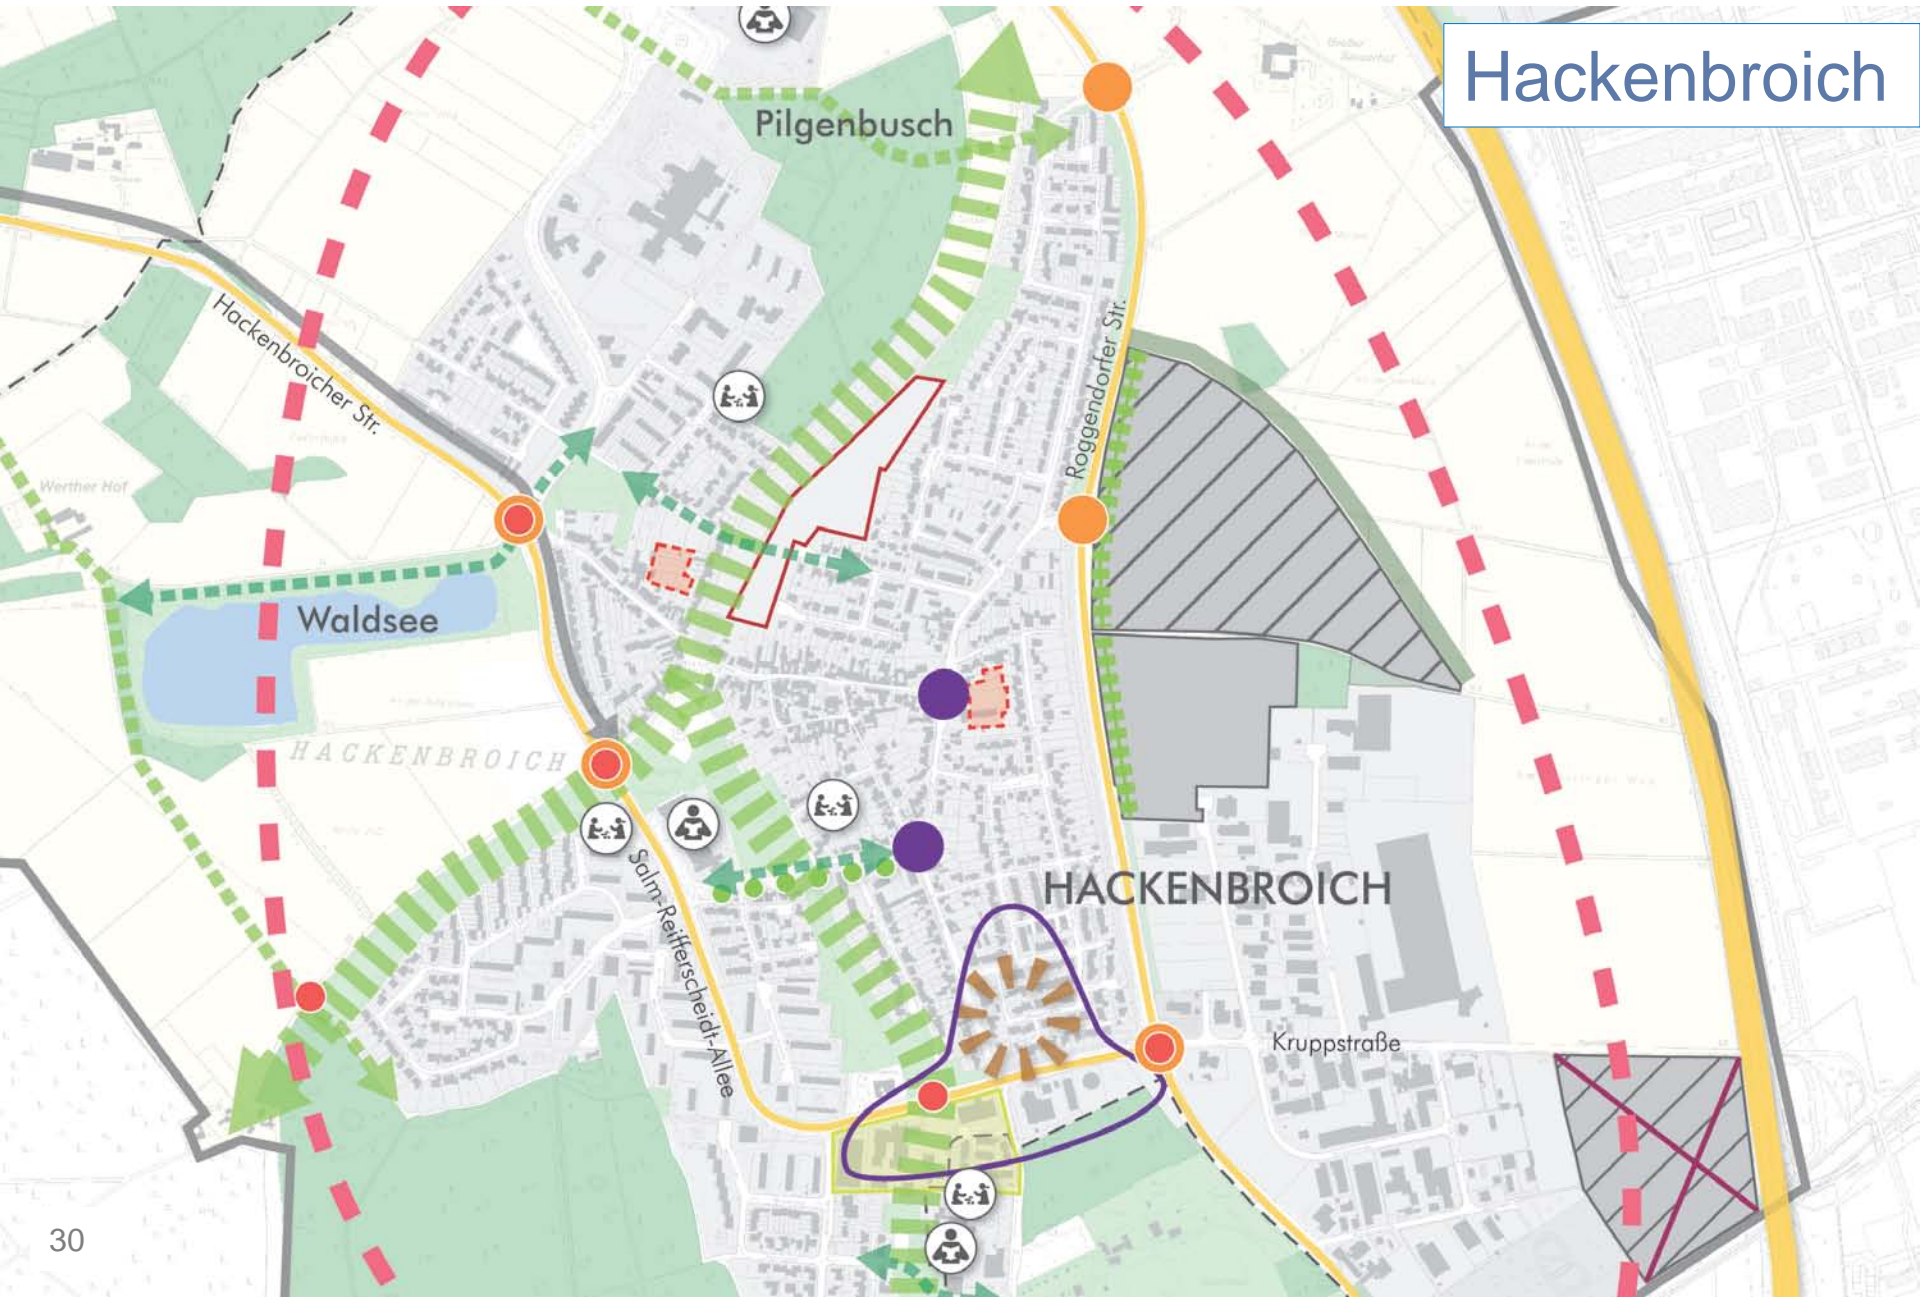 Hackenbroich
Pilgenbusch
Hackenbroicher Str.
Roggendorfer Str.
Werther Hof
Waldsee
HACKENBROICH
Salm-Reifferscheidt-Allee
HACKENBROICH
Kruppstraße
30